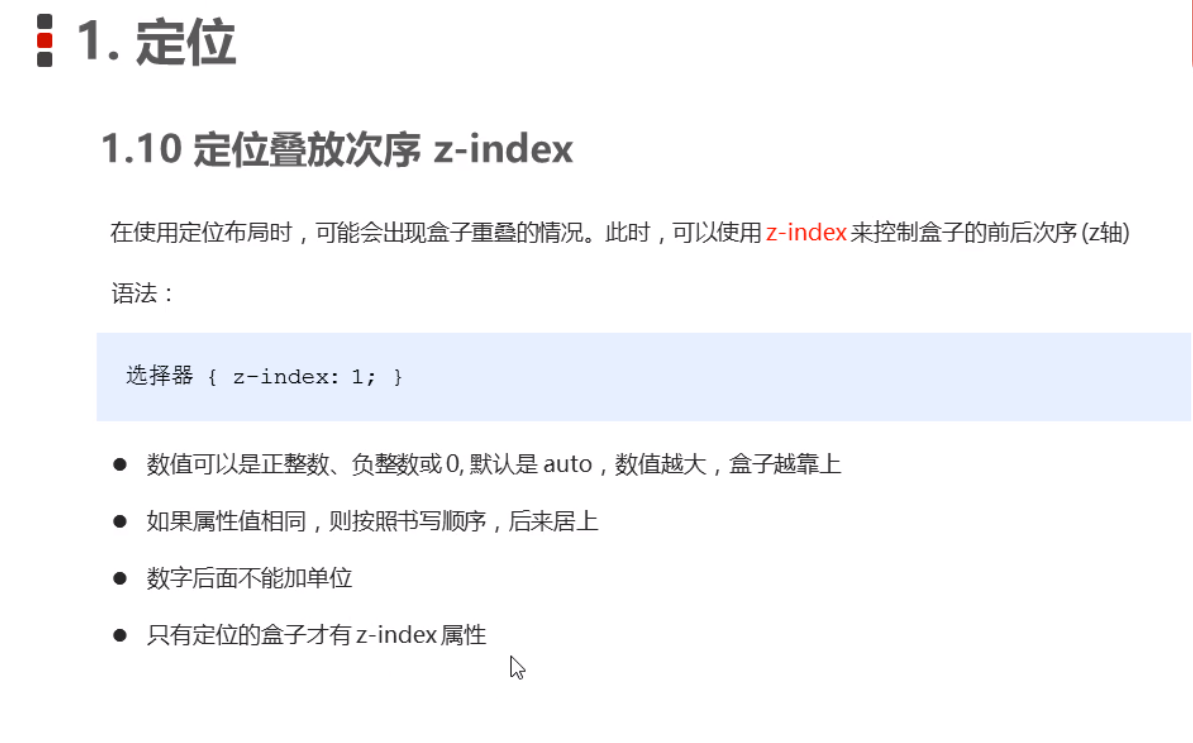 1. 定位
1.10 定位叠放次序 z-index
在使用定位布局时，可能会出现盒子重叠的情况。此时，可以使用 z-index 来控制盒子的前后次序 (z轴)
语法：
选择器 { z-index: 1; }
● 数值可以是正整数、负整数或 0, 默认是 auto，数值越大，盒子越靠上
● 如果属性值相同，则按照书写顺序，后来居上
● 数字后面不能加单位
● 只有定位的盒子才有 z-index 属性